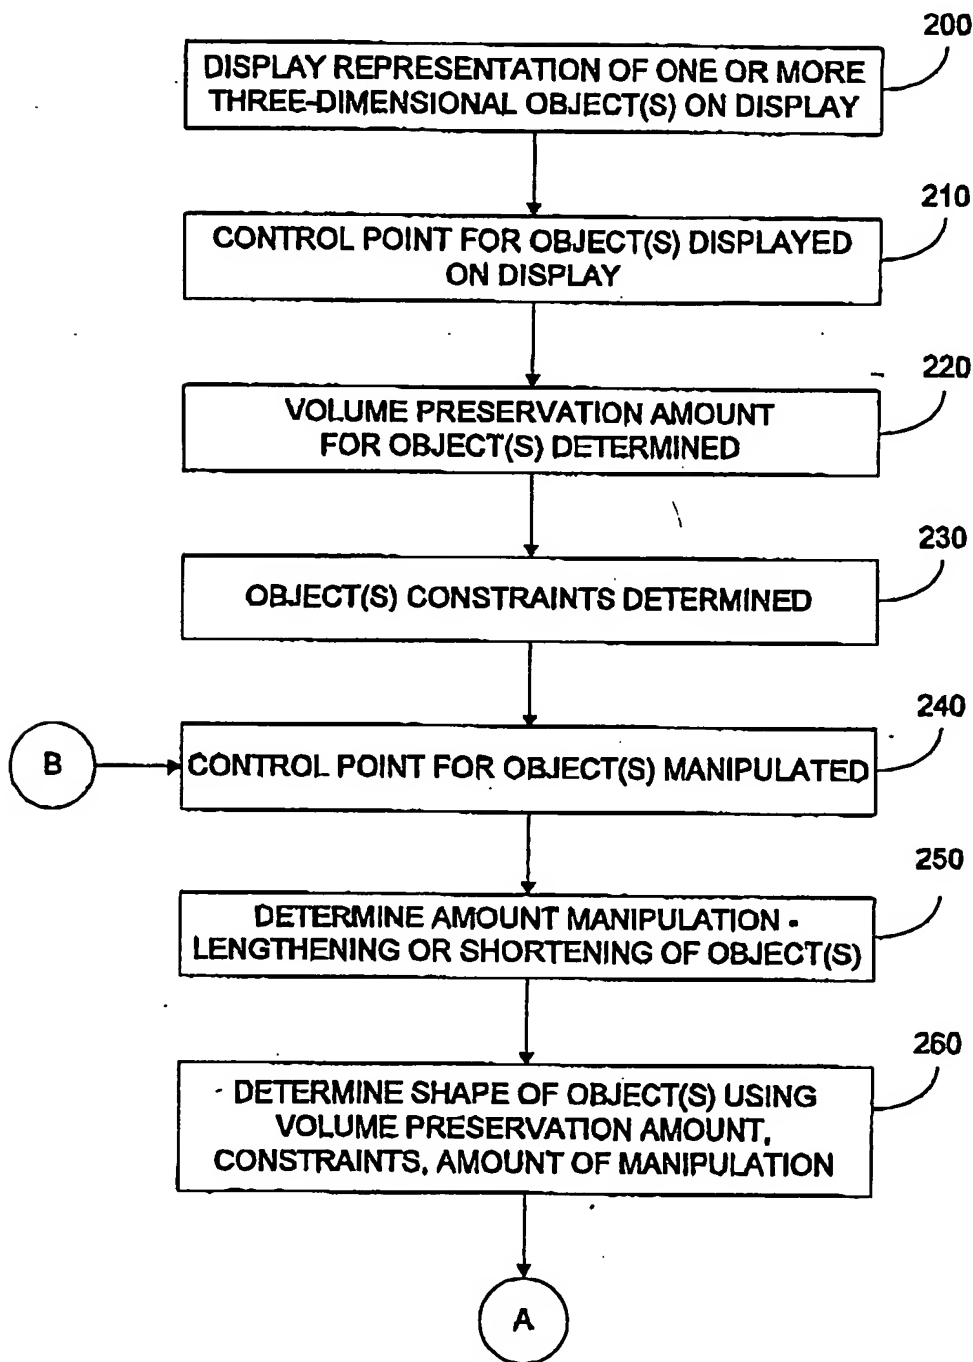 200
DISPLAY REPRESENTATION OF ONE OR MORE
THREE-DIMENSIONAL OBJECT(S) ON DISPLAY
210
CONTROL POINT FOR OBJECT(S) DISPLAYED
ON DISPLAY
220
VOLUME PRESERVATION AMOUNT
FOR OBJECT(S) DETERMINED
230
OBJECT(S) CONSTRAINTS DETERMINED
240
B
CONTROL POINT FOR OBJECT(S) MANIPULATED
250
DETERMINE AMOUNT MANIPULATION -
LENGTHENING OR SHORTENING OF OBJECT(S)
260
DETERMINE SHAPE OF OBJECT(S) USING
VOLUME PRESERVATION AMOUNT,
CONSTRAINTS, AMOUNT OF MANIPULATION
A